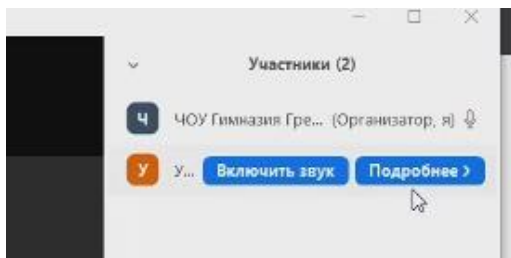 Участники (2)
Ч ЧОУ Гимназия Гре... (Организатор, я)
У У... Включить звук Подробнее >